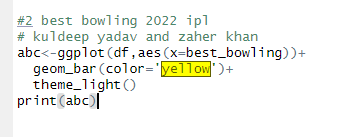 #2 best bowling 2022 ipl
# kuldeep yadav and zaher khan
abc<-ggplot(df,aes(x=best_bowling))+
  geom_bar(color='yellow')+
  theme_light()
print(abc)